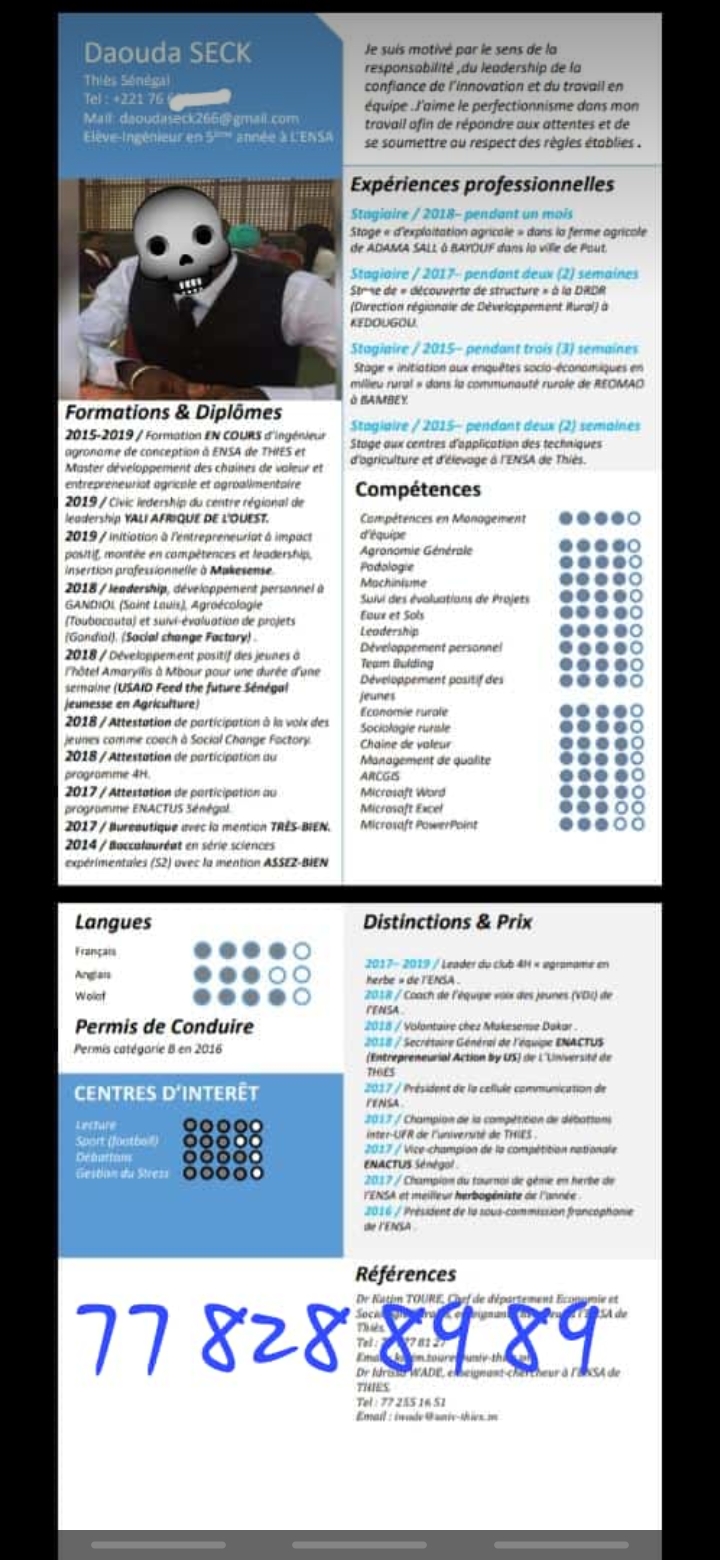 Daouda SECK
Thiès Sénégal
Tel : +221 76
Mail: daoudaseck266@gmail.com
Elève-Ingénieur en 5ème année à L'ENSA
Je suis motivé par le sens de la
responsabilité ,du leadership de la
confiance de l'innovation et du travail en
équipe .J'aime le perfectionnisme dans mon
travail afin de répondre aux attentes et de
se soumettre au respect des règles établies .
Formations & Diplômes
2015-2019 / Formation EN COURS d'ingénieur
agronome de conception à ENSA de THIES et
Master développement des chaines de valeur et
entrepreneuriat agricole et agroalimentaire
2019 / Civic ledership du centre régional de
leadership YALI AFRIQUE DE L'OUEST.
2019 / Initiation à l'entrepreneuriat à impact
positif, montée en compétences et leadership,
insertion professionnelle à Makesense.
2018 / leadership, développement personnel à
GANDIOL (Saint Louis), Agroécologie
(Toubacouta) et suivi-évaluation de projets
(Gandiol). (Social change Factory) .
2018 / Développement positif des jeunes à
l'hôtel Amaryllis à Mbour pour une durée d'une
semaine (USAID Feed the future Sénégal
jeunesse en Agriculture)
2018 / Attestation de participation à la voix des
jeunes comme coach à Social Change Factory.
2018 / Attestation de participation au
programme 4H.
2017 / Attestation de participation au
programme ENACTUS Sénégal.
2017 / Bureautique avec la mention TRÈS-BIEN.
2014 / Baccalauréat en série sciences
expérimentales (S2) avec la mention ASSEZ-BIEN
Expériences professionnelles
Stagiaire / 2018– pendant un mois
Stage « d'exploitation agricole » dans la ferme agricole
de ADAMA SALL à BAYOUF dans la ville de Pout.
Stagiaire / 2017– pendant deux (2) semaines
de « découverte de structure » à la DRDR
(Direction régionale de Développement Rural) à
KEDOUGOU.
Stagiaire / 2015– pendant trois (3) semaines
Stage « initiation aux enquêtes socio-économiques en
milieu rural » dans la communauté rurale de REOMAO
à BAMBEY.
Stagiaire / 2015– pendant deux (2) semaines
Stage aux centres d'application des techniques
d'agriculture et d'élevage à l'ENSA de Thiès.
Compétences
Compétences en Management
d'équipe
Agronomie Générale
Podologie
Machinisme
Suivi des évaluations de Projets
Eaux et Sols
Leadership
Développement personnel
Team Bulding
Développement positif des
jeunes
Economie rurale
Sociologie rurale
Chaine de valeur
Management de qualite
ARCGIS
Microsoft Word
Microsoft Excel
Microsoft PowerPoint
Langues
Français
Anglais
Wolof
Permis de Conduire
Permis catégorie B en 2016
CENTRES D'INTERÊT
Lecture
Sport (football)
Débattons
Gestion du Stress
Distinctions & Prix
2017– 2019 / Leader du club 4H « agronome en
herbe » de l'ENSA .
2018 / Coach de l'équipe voix des jeunes (VDJ) de
l'ENSA .
2018 / Volontaire chez Makesense Dakar .
2018 / Secrétaire Général de l'équipe ENACTUS
(Entrepreneurial Action by US) de L'Université de
THIES
2017 / Président de la cellule communication de
l'ENSA .
2017 / Champion de la compétition de débattons
inter-UFR de l'université de THIES .
2017 / Vice-champion de la compétition nationale
ENACTUS Sénégal .
2017 / Champion du tournoi de génie en herbe de
l'ENSA et meilleur herbogéniste de l'année .
2016 / Président de la sous-commission francophonie
de l'ENSA .
Références
Dr Katim TOURE, Chef de département Economie et
de
Thiès.
Tel :
77 828 89 89
Dr WADE, enseignant-chercheur à l'ENSA de
THIES.
Tel : 77 255 16 51
Email : iwade@univ-thies.sn